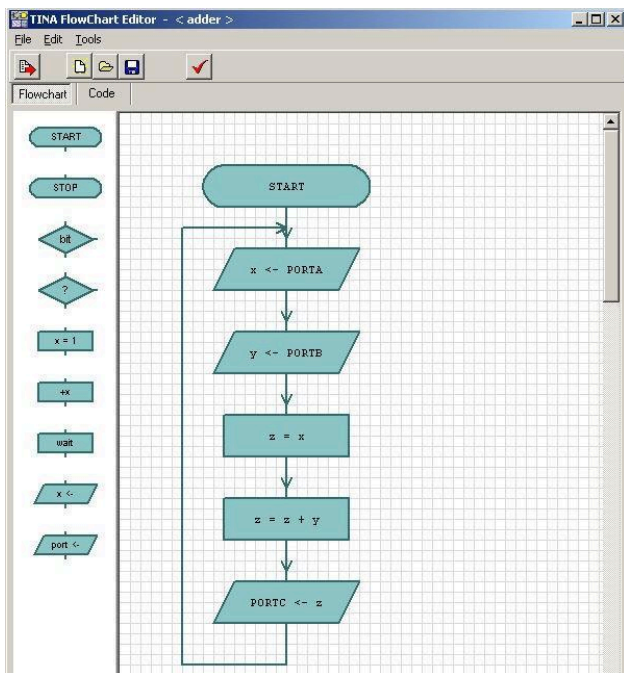 TINA FlowChart Editor - < adder >
File Edit Tools
Flowchart Code
START
STOP
bit
?
x = 1
+x
wait
x <-
port <-
START
x <- PORTA
y <- PORTB
z = x
z = z + y
PORTC <- z